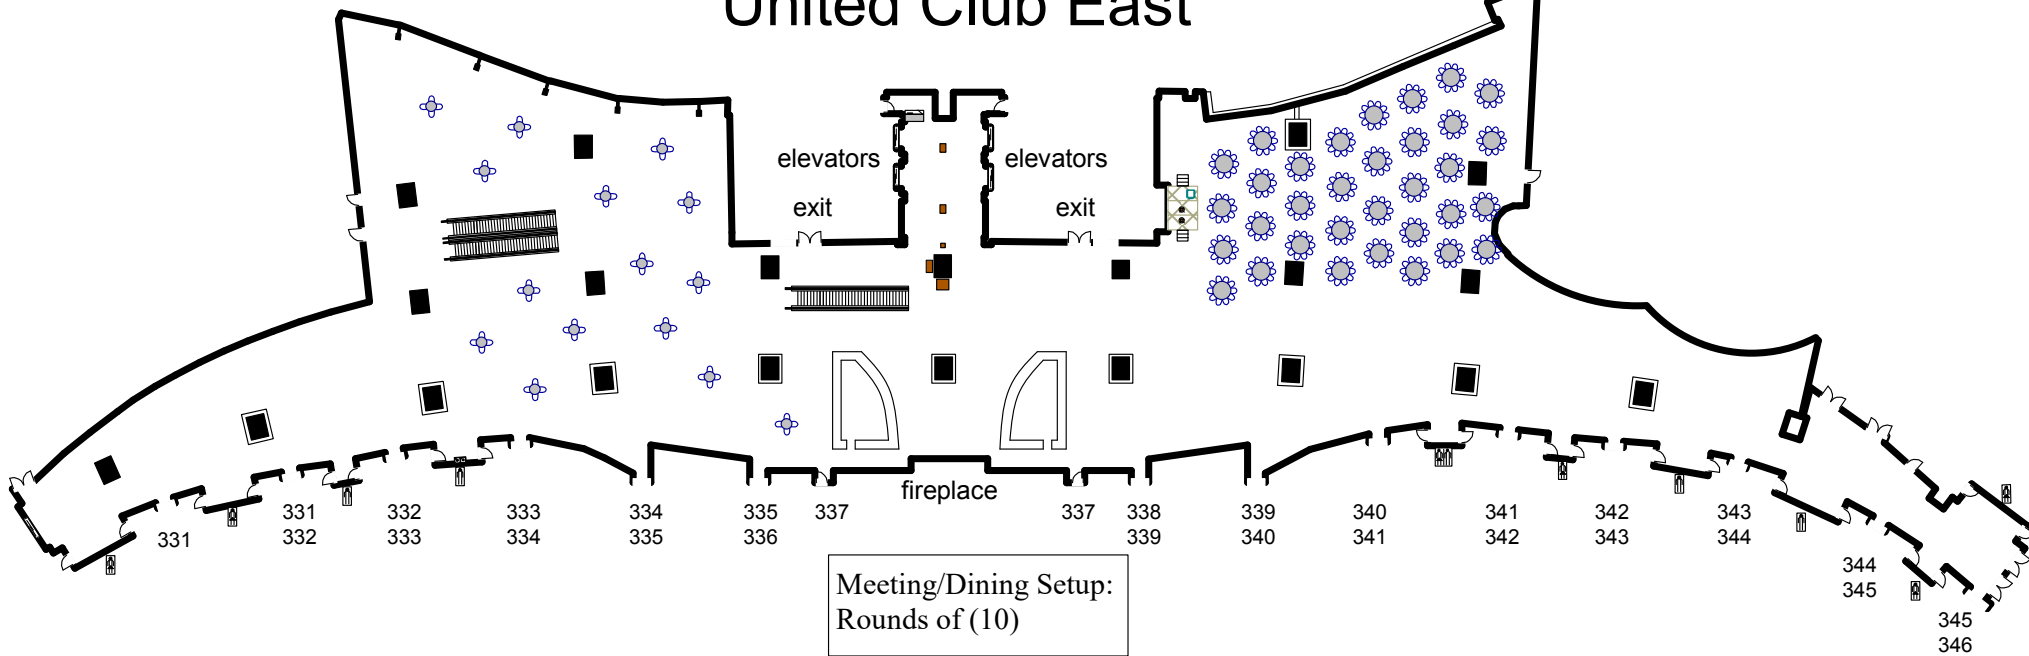 United Club East
elevators elevators
exit exit
fireplace
331
331 332 333 334 335 337 337 338 339 340 341 342 343
332 333 334 335 336 339 340 341 342 343 344
344
345
345
346
Meeting/Dining Setup:
Rounds of (10)